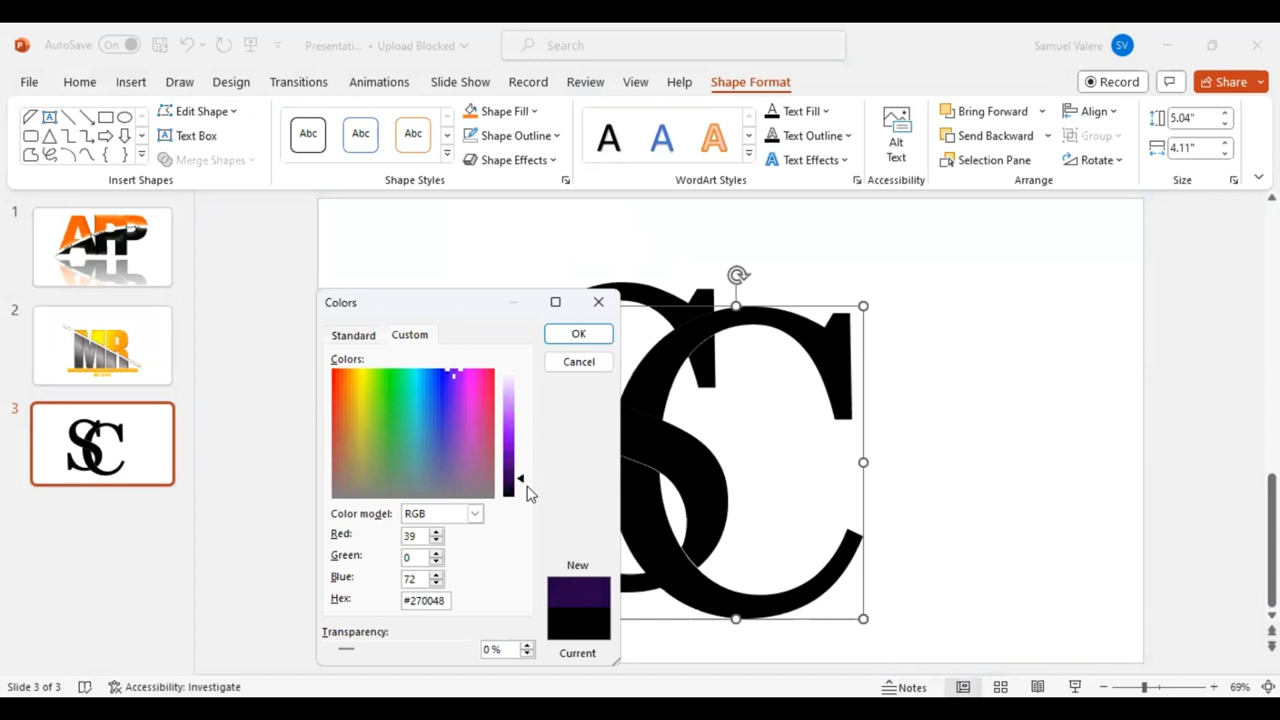 AutoSave On Presentati... • Upload Blocked Search Samuel Valere SV
File Home Insert Draw Design Transitions Animations Slide Show Record Review View Help Shape Format Record Share
Edit Shape
Text Box
Merge Shapes
Insert Shapes
Abc Abc Abc
Shape Fill
Shape Outline
Shape Effects
Shape Styles
A A A
Text Fill
Text Outline
Text Effects
WordArt Styles
Alt
Text
Accessibility
Bring Forward
Send Backward
Selection Pane
Align
Group
Rotate
Arrange
5.04"
4.11"
Size
1
APP
2
MR
3
SC
SC
Colors
Standard Custom
OK
Cancel
Colors:
Color model: RGB
Red: 39
Green: 0
Blue: 72
Hex: #270048
Transparency:
0 %
New
Current
Slide 3 of 3 Accessibility: Investigate Notes 69%